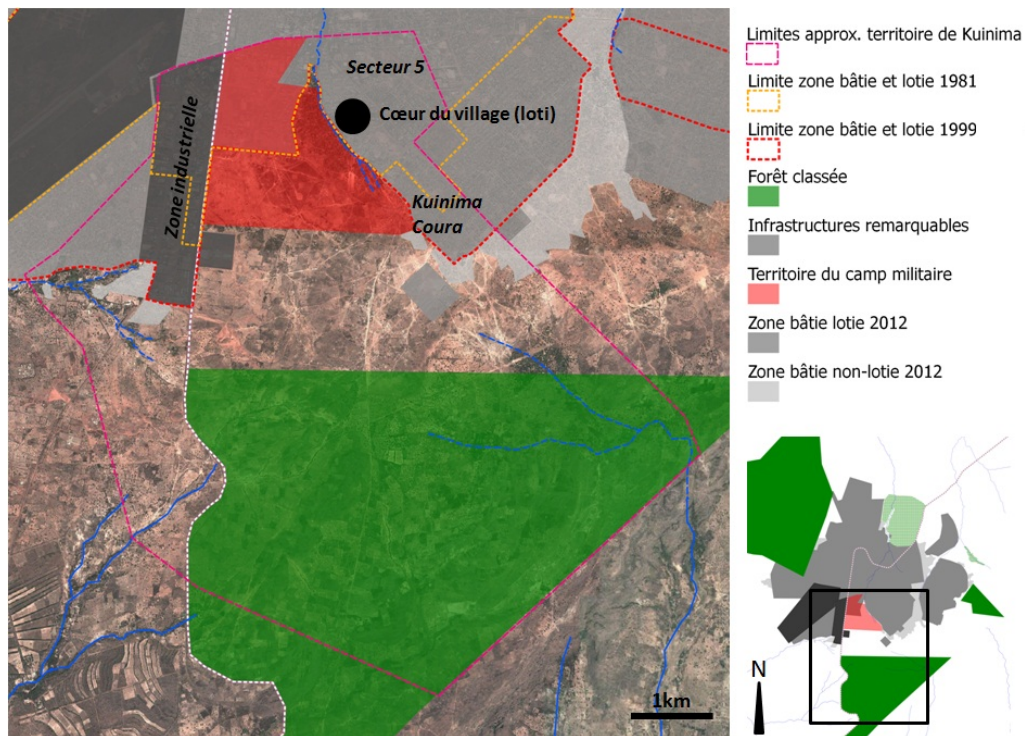 Secteur 5
Cœur du village (loti)
Zone industrielle
Kuinima
Coura
1km
Limites approx. territoire de Kuinima
Limite zone bâtie et lotie 1981
Limite zone bâtie et lotie 1999
Forêt classée
Infrastructures remarquables
Territoire du camp militaire
Zone bâtie lotie 2012
Zone bâtie non-lotie 2012
N